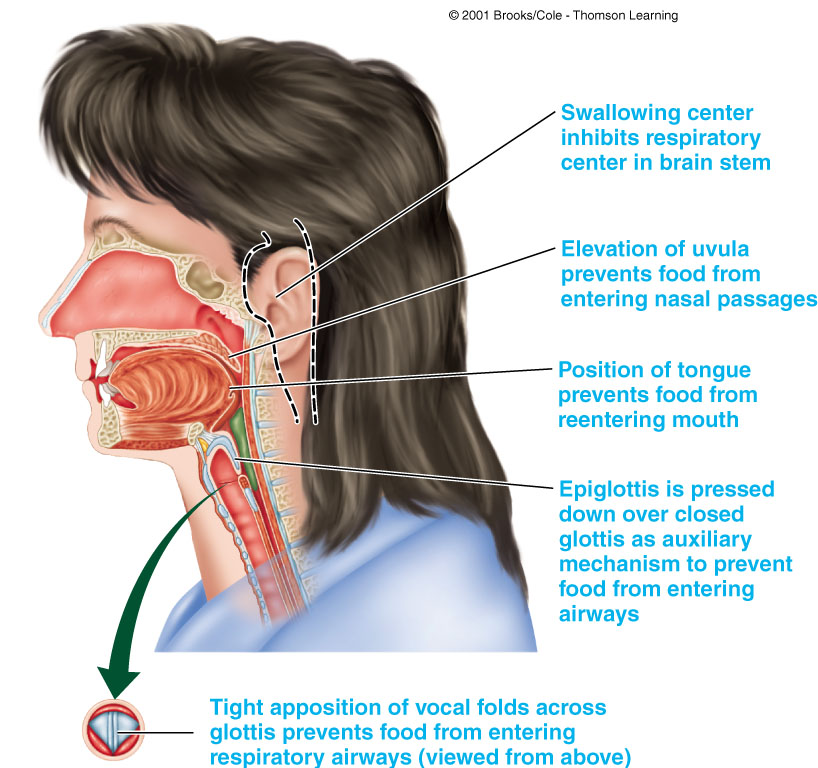 © 2001 Brooks/Cole - Thomson Learning
Swallowing center
inhibits respiratory
center in brain stem
Elevation of uvula
prevents food from
entering nasal passages
Position of tongue
prevents food from
reentering mouth
Epiglottis is pressed
down over closed
glottis as auxiliary
mechanism to prevent
food from entering
airways
Tight apposition of vocal folds across
glottis prevents food from entering
respiratory airways (viewed from above)